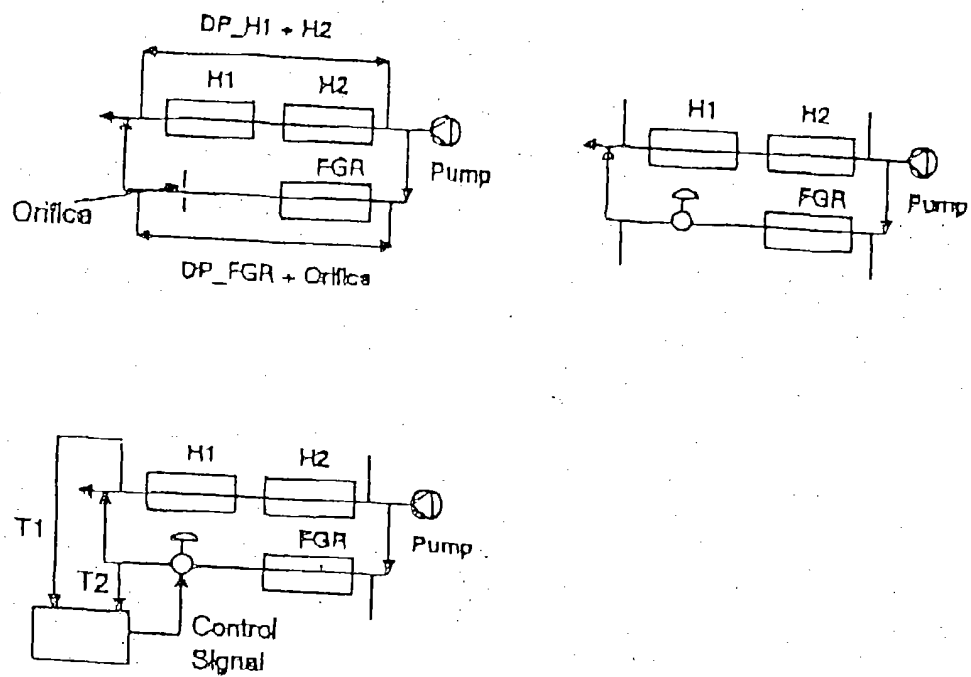 DP_H1 + H2
H1
H2
FGR
Pump
Orifica
DP_FGR + Orifica
H1
H2
FGR
Pump
H1
H2
T1
FGR
Pump
T2
Control
Signal